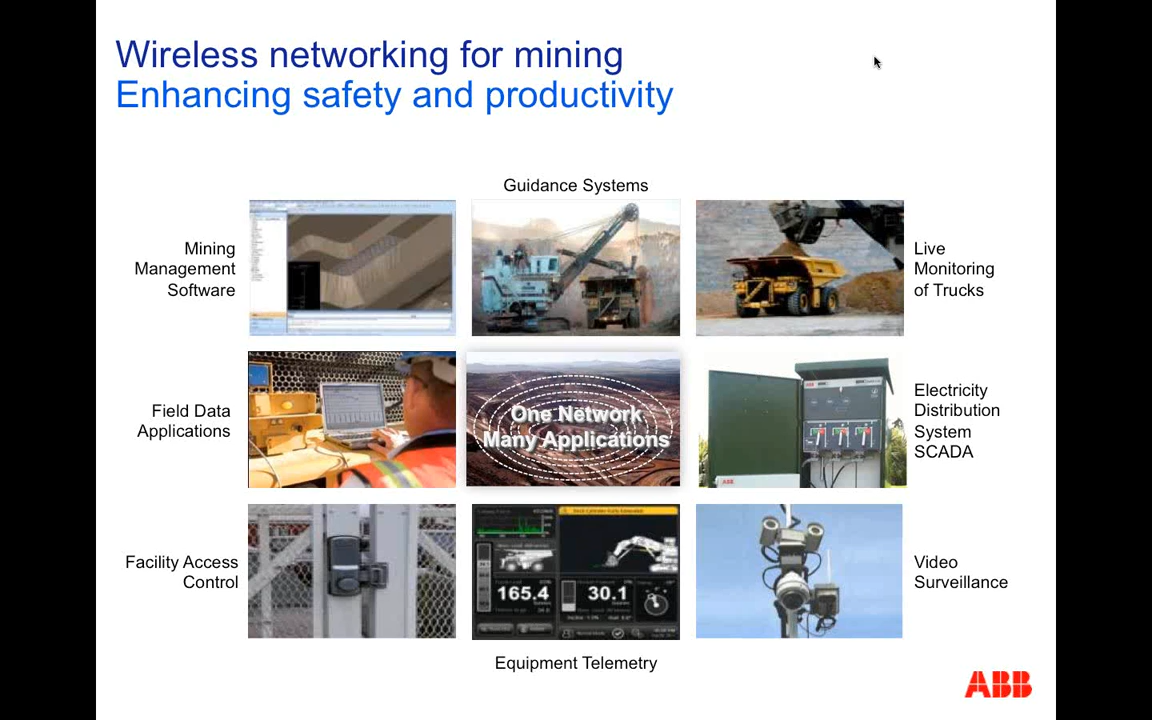 Wireless networking for mining
Enhancing safety and productivity
Guidance Systems
Mining
Management
Software
Live
Monitoring
of Trucks
Field Data
Applications
One Network
Many Applications
Electricity
Distribution
System
SCADA
ABB
Facility Access
Control
165.4
30.1
Video
Surveillance
Equipment Telemetry
ABB